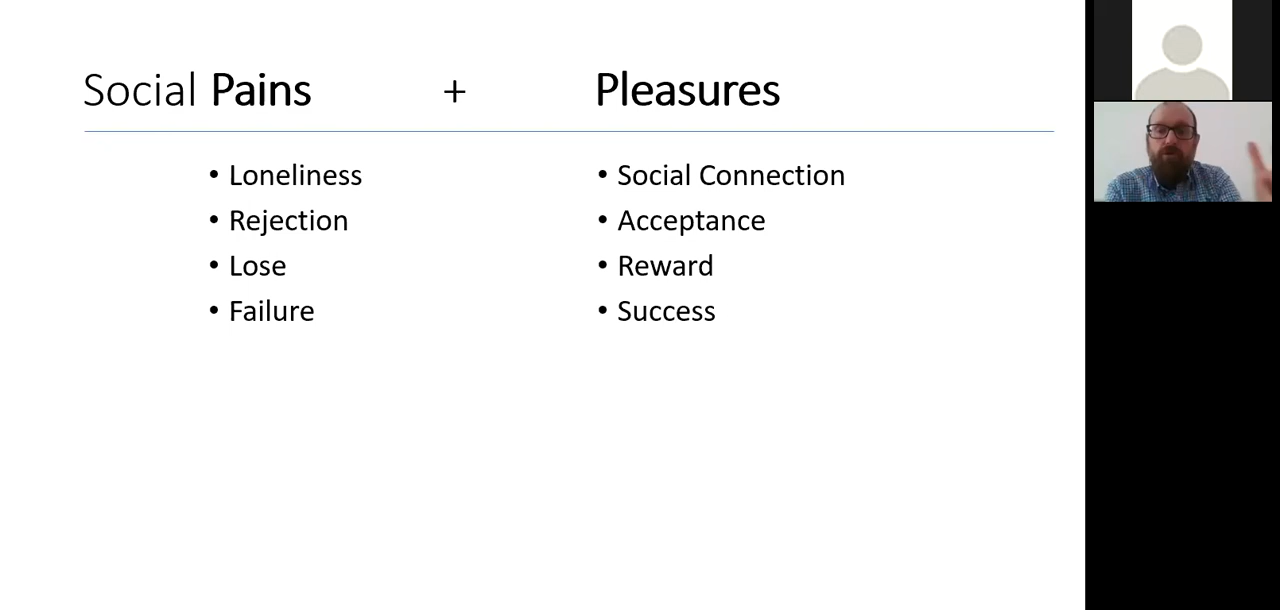 Social Pains + Pleasures
• Loneliness
• Rejection
• Lose
• Failure
• Social Connection
• Acceptance
• Reward
• Success